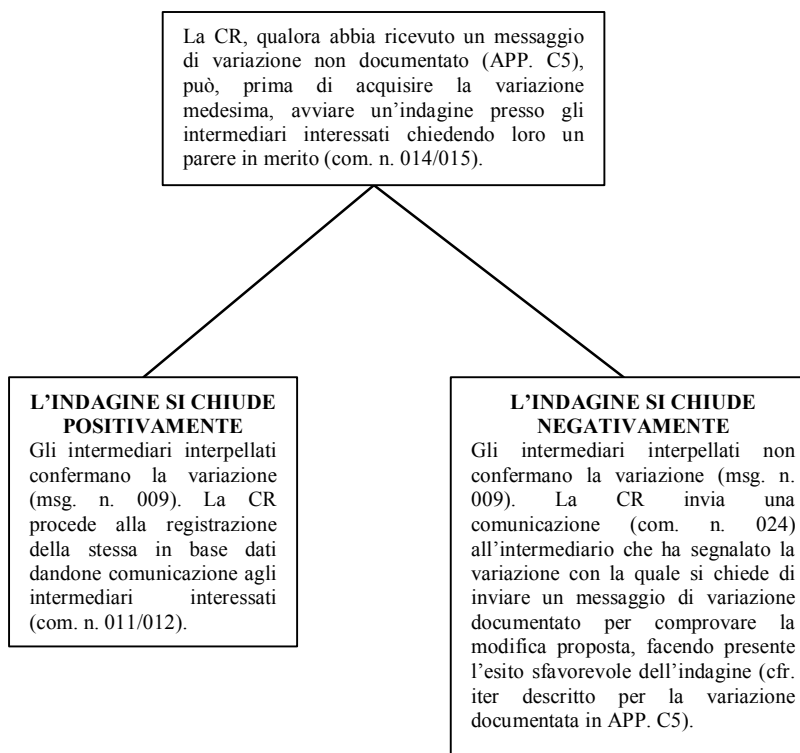 La CR, qualora abbia ricevuto un messaggio
di variazione non documentato (APP. C5),
può, prima di acquisire la variazione
medesima, avviare un'indagine presso gli
intermediari interessati chiedendo loro un
parere in merito (com. n. 014/015).
L'INDAGINE SI CHIUDE
POSITIVAMENTE
Gli intermediari interpellati
confermano la variazione
(msg. n. 009). La CR
procede alla registrazione
della stessa in base dati
dandone comunicazione agli
intermediari interessati
(com. n. 011/012).
L'INDAGINE SI CHIUDE
NEGATIVAMENTE
Gli intermediari interpellati non
confermano la variazione (msg. n.
009). La CR invia una
comunicazione (com. n. 024)
all'intermediario che ha segnalato la
variazione con la quale si chiede di
inviare un messaggio di variazione
documentato per comprovare la
modifica proposta, facendo presente
l'esito sfavorevole dell'indagine (cfr.
iter descritto per la variazione
documentata in APP. C5).